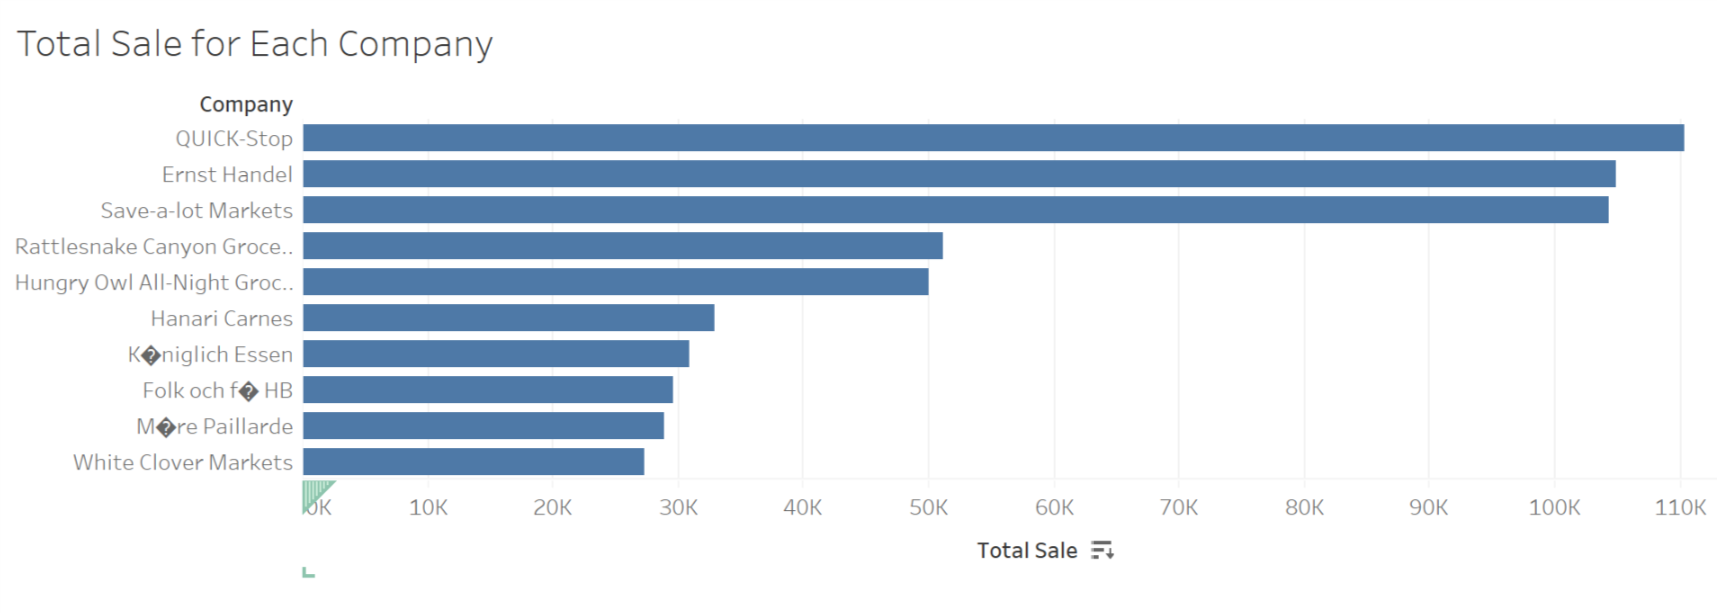 Total Sale for Each Company
Company
QUICK-Stop
Ernst Handel
Save-a-lot Markets
Rattlesnake Canyon Groce..
Hungry Owl All-Night Groc..
Hanari Carnes
K�niglich Essen
Folk och f� HB
M�re Paillarde
White Clover Markets
0K 10K 20K 30K 40K 50K 60K 70K 80K 90K 100K 110K
Total Sale